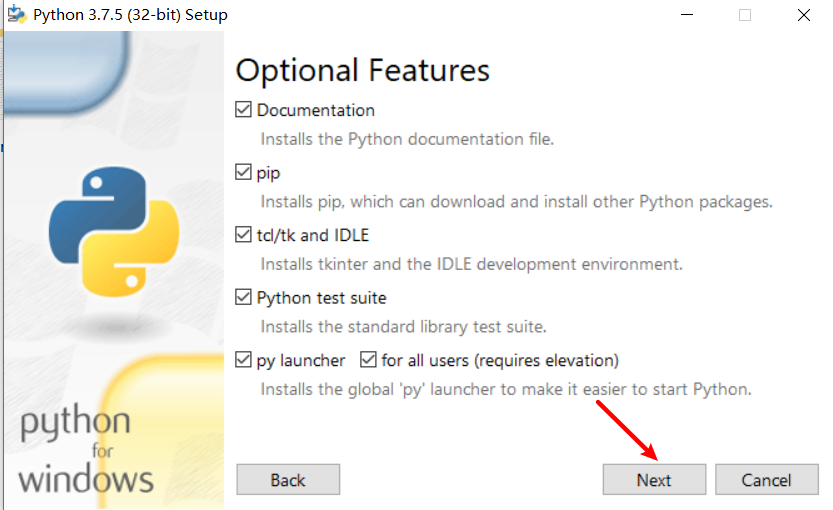 Python 3.7.5 (32-bit) Setup
Optional Features
Documentation
Installs the Python documentation file.
pip
Installs pip, which can download and install other Python packages.
tcl/tk and IDLE
Installs tkinter and the IDLE development environment.
Python test suite
Installs the standard library test suite.
py launcher for all users (requires elevation)
Installs the global 'py' launcher to make it easier to start Python.
python
for
windows
Back Next Cancel